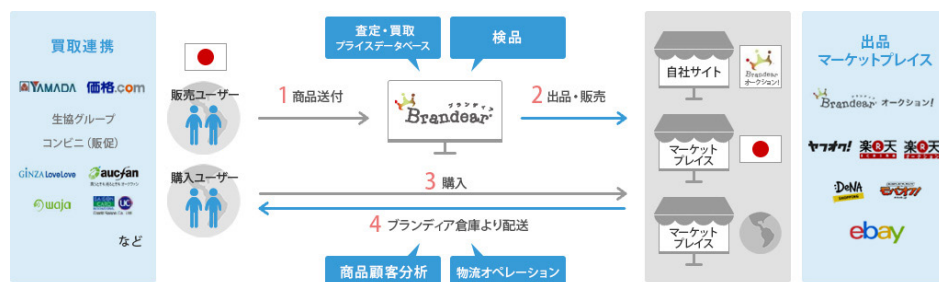 買取連携
YAMADA 価格.com
生協グループ
コンビニ(販促)
GINZA LoveLove aucfan
waja UC
など
販売ユーザー
購入ユーザー
査定・買取
プライスデータベース
検品
1 商品送付
ブランディア
Brandear
2 出品・販売
3 購入
4 ブランディア倉庫より配送
商品顧客分析
物流オペレーション
自社サイト
Brandear
オークション!
マーケット
プレイス
マーケット
プレイス
出品
マーケットプレイス
Brandear オークション!
ヤフオク! 楽天 楽天
DeNA
SHOPPING
モバオク!
ebay